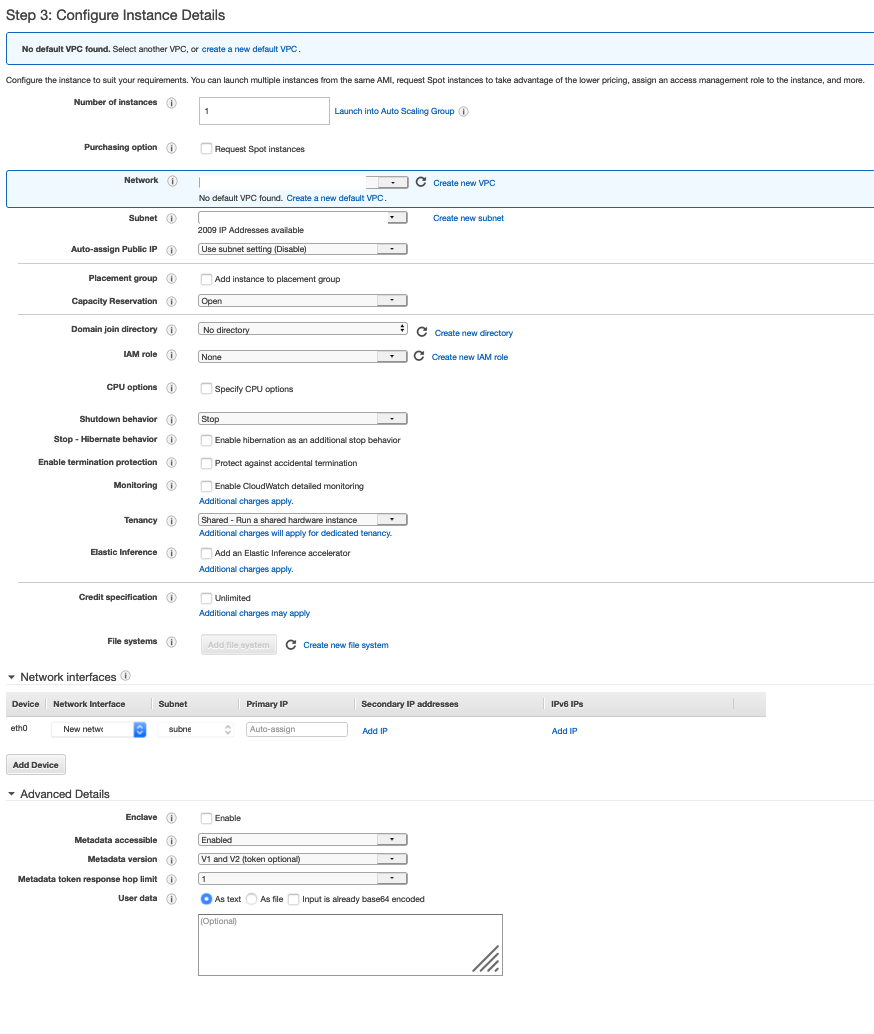 Step 3: Configure Instance Details
No default VPC found. Select another VPC, or create a new default VPC.
Configure the instance to suit your requirements. You can launch multiple instances from the same AMI, request Spot instances to take advantage of the lower pricing, assign an access management role to the instance, and more.
Number of instances 1 Launch into Auto Scaling Group
Purchasing option Request Spot instances
Network Create new VPC
No default VPC found. Create a new default VPC.
Subnet Create new subnet
2009 IP Addresses available
Auto-assign Public IP Use subnet setting (Disable)
Placement group Add instance to placement group
Capacity Reservation Open
Domain join directory No directory Create new directory
IAM role None Create new IAM role
CPU options Specify CPU options
Shutdown behavior Stop
Stop - Hibernate behavior Enable hibernation as an additional stop behavior
Enable termination protection Protect against accidental termination
Monitoring Enable CloudWatch detailed monitoring
Additional charges apply.
Tenancy Shared - Run a shared hardware instance
Additional charges will apply for dedicated tenancy.
Elastic Inference Add an Elastic Inference accelerator
Additional charges apply.
Credit specification Unlimited
Additional charges may apply
File systems Add file system Create new file system
Network interfaces
Device Network Interface Subnet Primary IP Secondary IP addresses IPv6 IPs
eth0 New netwc subne Auto-assign Add IP Add IP
Add Device
Advanced Details
Enclave Enable
Metadata accessible Enabled
Metadata version V1 and V2 (token optional)
Metadata token response hop limit 1
User data As text As file Input is already base64 encoded
(Optional)